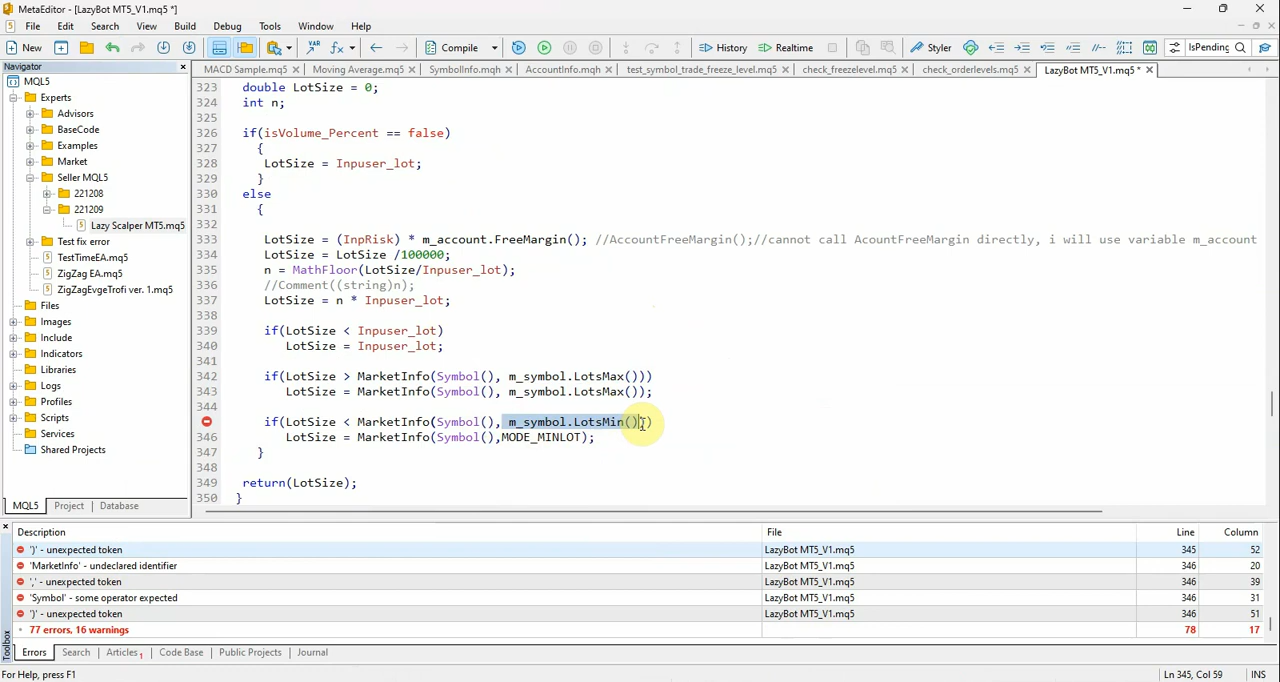 MetaEditor - [LazyBot MT5_V1.mq5 *]
File Edit Search View Build Debug Tools Window Help
New Compile History Realtime Styler IsPending
Navigator
MACD Sample.mq5 Moving Average.mq5 SymbolInfo.mqh AccountInfo.mqh test_symbol_trade_freeze_level.mq5 check_freezelevel.mq5 check_orderlevels.mq5 LazyBot MT5_V1.mq5 *
MQL5
Experts
Advisors
BaseCode
Examples
Market
Seller MQL5
221208
221209
Lazy Scalper MT5.mq5
Test fix error
TestTimeEA.mq5
ZigZag EA.mq5
ZigZagEvgeTrofi ver. 1.mq5
Files
Images
Include
Indicators
Libraries
Logs
Profiles
Scripts
Services
Shared Projects
MQL5 Project Database
323 double LotSize = 0;
324 int n;
325
326 if(isVolume_Percent == false)
327 {
328 LotSize = Inpuser_lot;
329 }
330 else
331 {
332
333 LotSize = (InpRisk) * m_account.FreeMargin(); //AccountFreeMargin();//cannot call AcountFreeMargin directly, i will use variable m_account
334 LotSize = LotSize /100000;
335 n = MathFloor(LotSize/Inpuser_lot);
336 //Comment((string)n);
337 LotSize = n * Inpuser_lot;
338
339 if(LotSize < Inpuser_lot)
340 LotSize = Inpuser_lot;
341
342 if(LotSize > MarketInfo(Symbol(), m_symbol.LotsMax()))
343 LotSize = MarketInfo(Symbol(), m_symbol.LotsMax());
344
if(LotSize < MarketInfo(Symbol(), m_symbol.LotsMin()))
346 LotSize = MarketInfo(Symbol(),MODE_MINLOT);
347 }
348
349 return(LotSize);
350 }
Description File Line Column
')' - unexpected token LazyBot MT5_V1.mq5 345 52
'MarketInfo' - undeclared identifier LazyBot MT5_V1.mq5 346 20
',' - unexpected token LazyBot MT5_V1.mq5 346 39
'Symbol' - some operator expected LazyBot MT5_V1.mq5 346 31
')' - unexpected token LazyBot MT5_V1.mq5 346 51
77 errors, 16 warnings 78 17
Toolbox
Errors Search Articles 1 Code Base Public Projects Journal
For Help, press F1 Ln 345, Col 59 INS